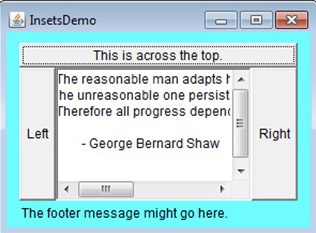 InsetsDemo
This is across the top.
The reasonable man adapts h
he unreasonable one persist
Therefore all progress depend
- George Bernard Shaw
Left
Right
The footer message might go here.